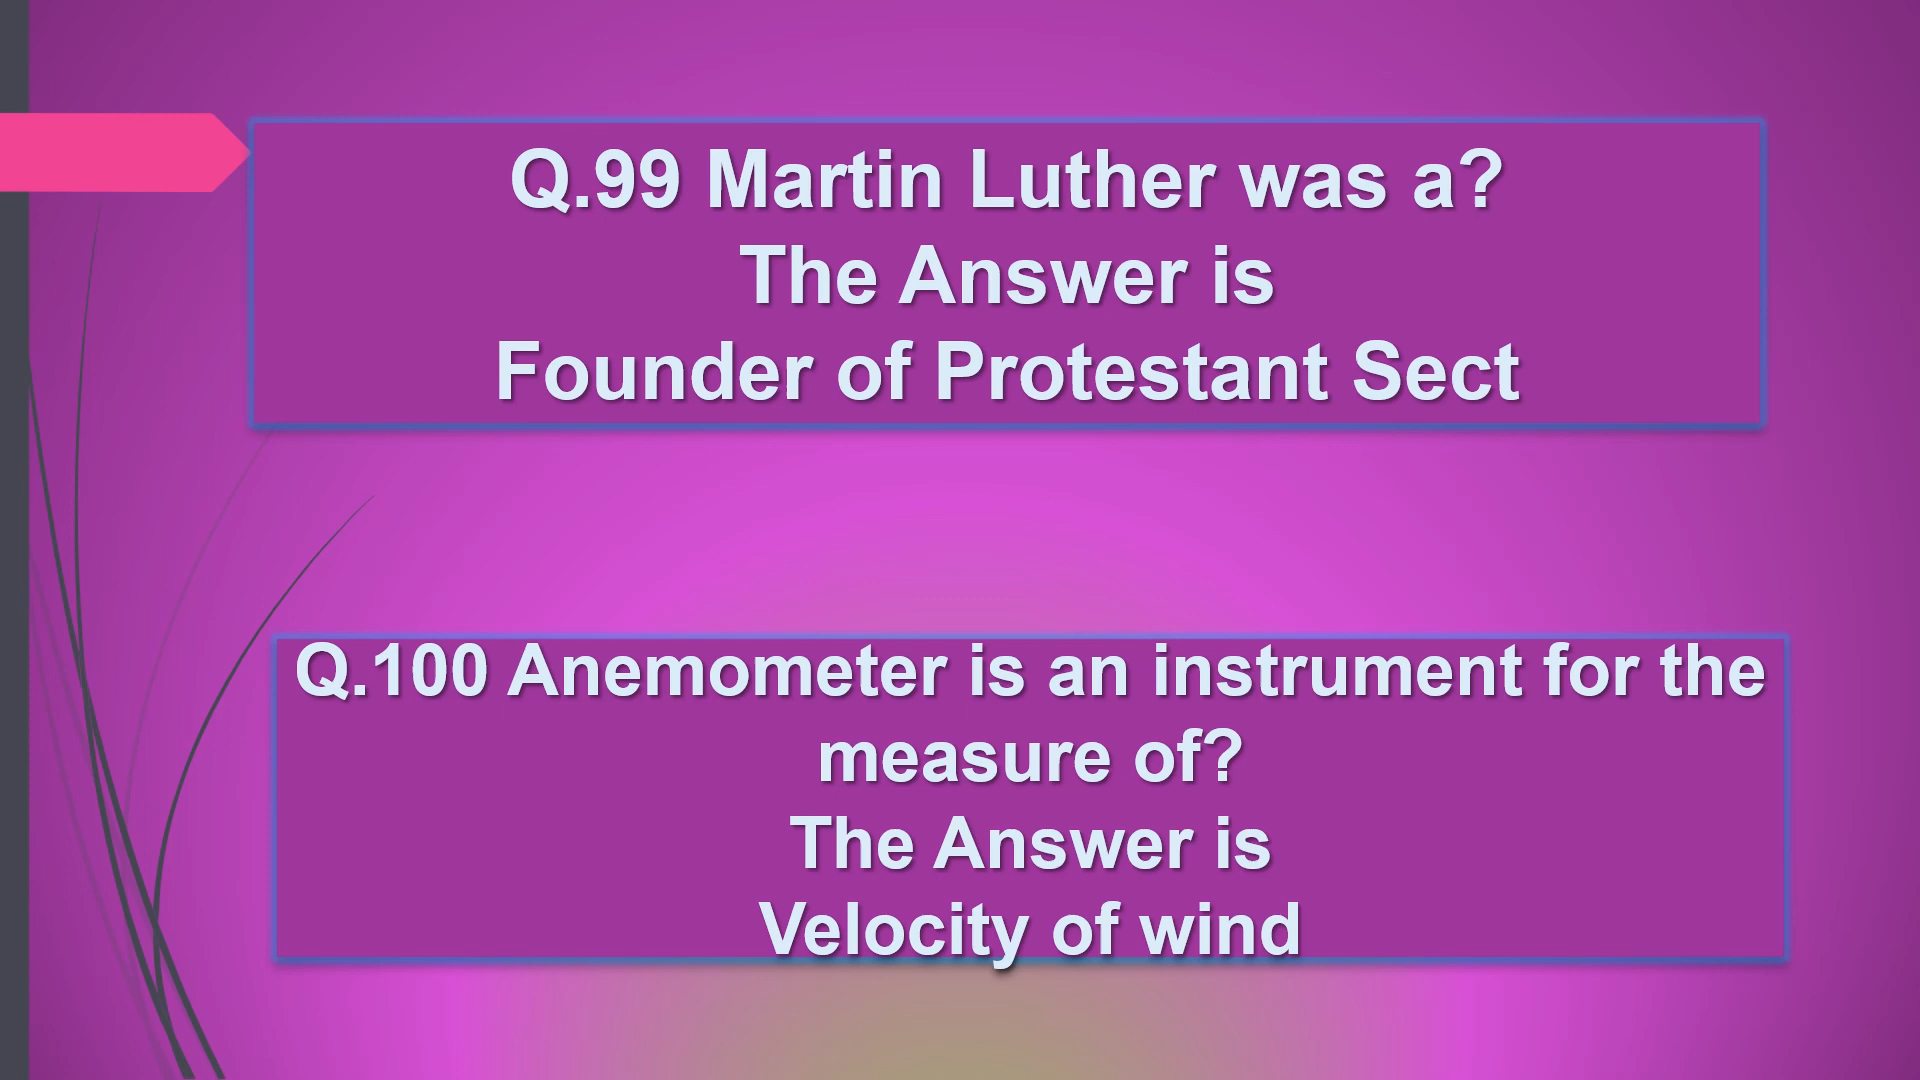 Q.99 Martin Luther was a?
The Answer is
Founder of Protestant Sect
Q.100 Anemometer is an instrument for the
measure of?
The Answer is
Velocity of wind